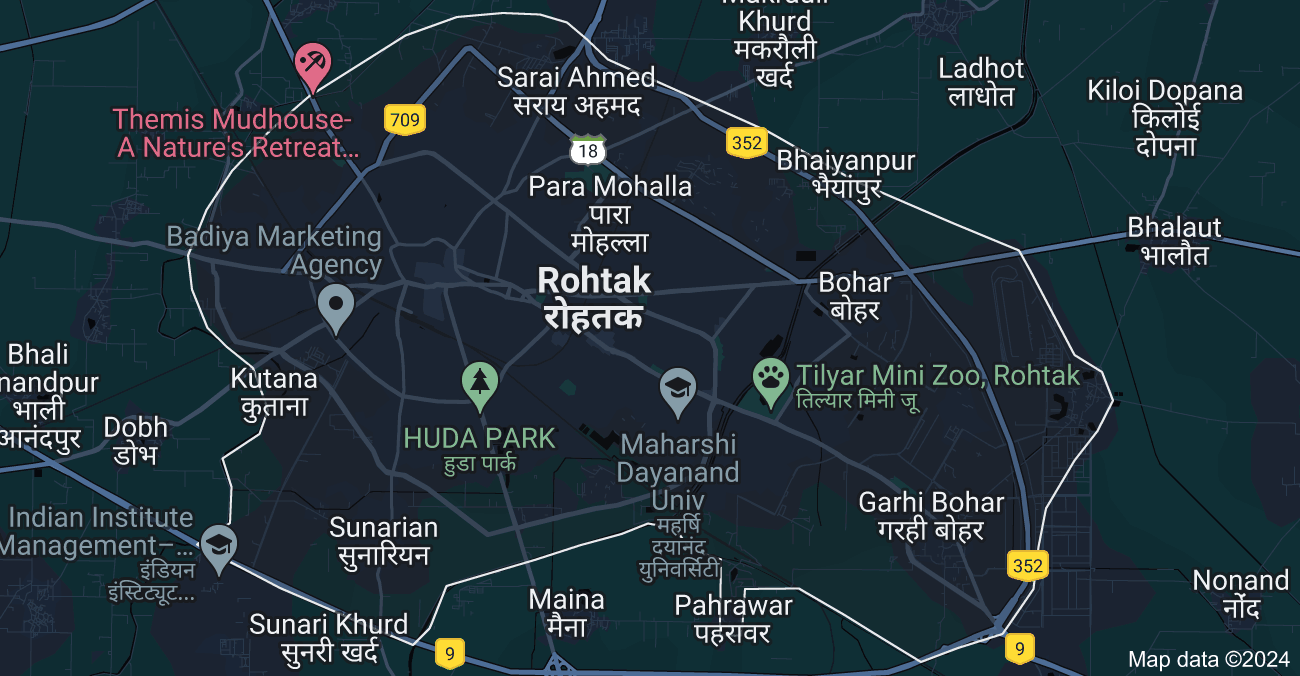 Khurd
मकरौली
खर्द
Sarai Ahmed
सराय अहमद
Ladhot
लाधोत
Kiloi Dopana
किलोई
दोपना
Themis Mudhouse-
A Nature's Retreat...
709
18
352
Bhaiyanpur
भैयांपुर
Para Mohalla
पारा
मोहल्ला
Bhalaut
भालौत
Badiya Marketing
Agency
Rohtak
रोहतक
Bohar
बोहर
Bhali
nandpur
भाली
आनंदपुर
Kutana
कुताना
Tilyar Mini Zoo, Rohtak
तिल्यार मिनी जू
Dobh
डोभ
HUDA PARK
हुडा पार्क
Maharshi
Dayanand
Univ
महर्षि
दयानंद
युनिवर्सिटी
Garhi Bohar
गरही बोहर
Indian Institute
Management–...
इंडियन
इंस्टिट्यूट...
Sunarian
सुनारियन
352
Nonand
नोंद
Maina
मैना
Pahrawar
पहरावर
Sunari Khurd
सुनरी खर्द
9
9
Map data ©2024